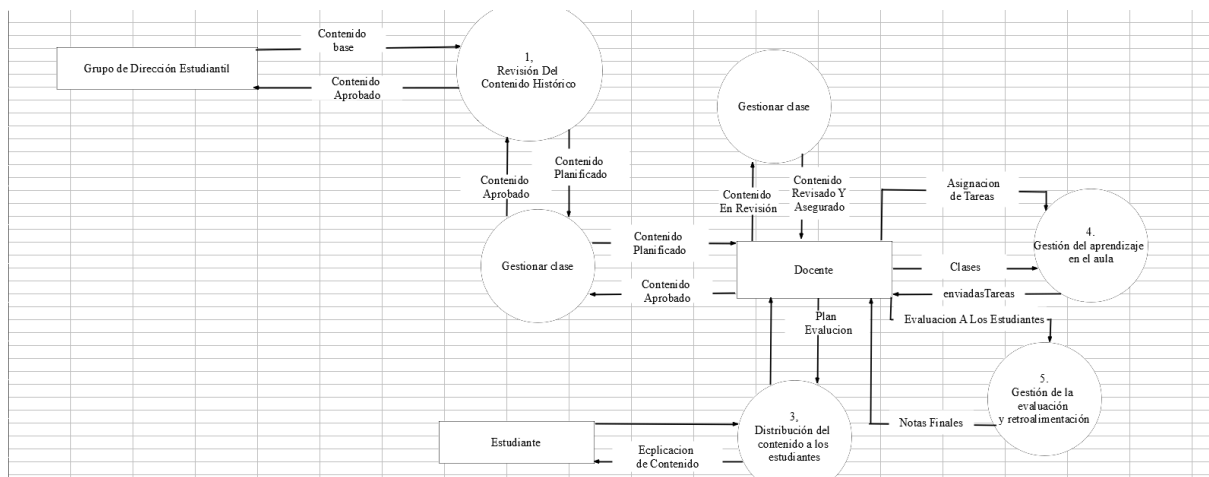 Contenido
base
1,
Revisión Del
Contenido Histórico
Grupo de Dirección Estudiantil
Contenido
Aprobado
Gestionar clase
Contenido
Planificado
Contenido
Aprobado
Contenido
En Revisión
Contenido
Revisado Y
Asegurado
Asignacion
de Tareas
4.
Gestión del aprendizaje
en el aula
Contenido
Planificado
Gestionar clase
Docente
Clases
Contenido
Aprobado
enviadasTareas
Plan
Evalucion
Evaluacion A Los Estudiantes
5.
Gestión de la
evaluación
y retroalimentación
3,
Distribución del
contenido a los
estudiantes
Notas Finales
Estudiante
Ecplicacion
de Contenido